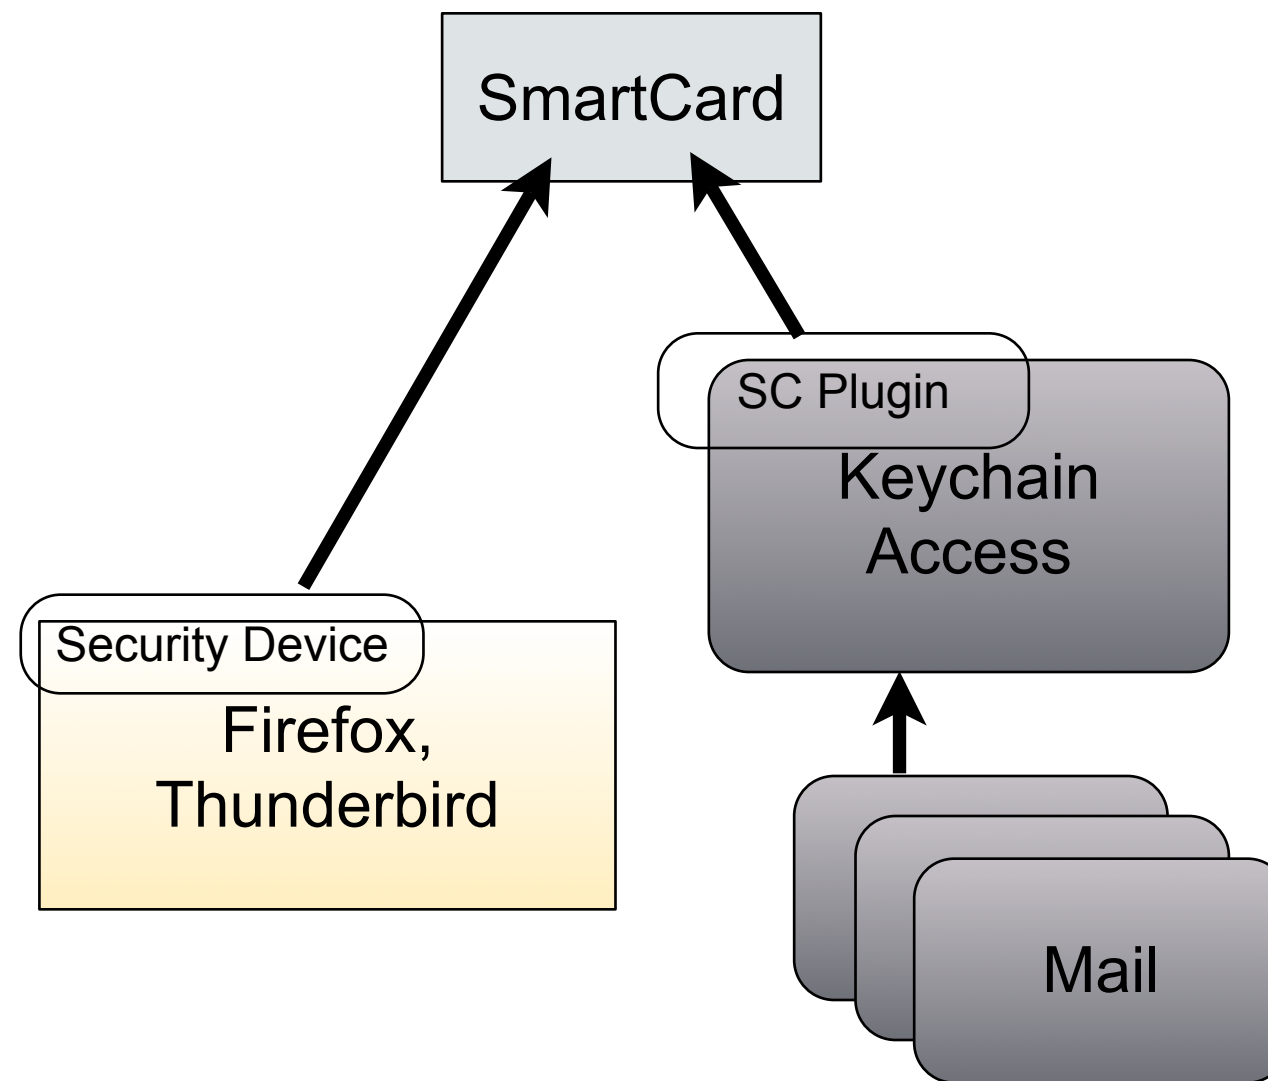 SmartCard
SC Plugin
Keychain
Access
Security Device
Firefox,
Thunderbird
Mail